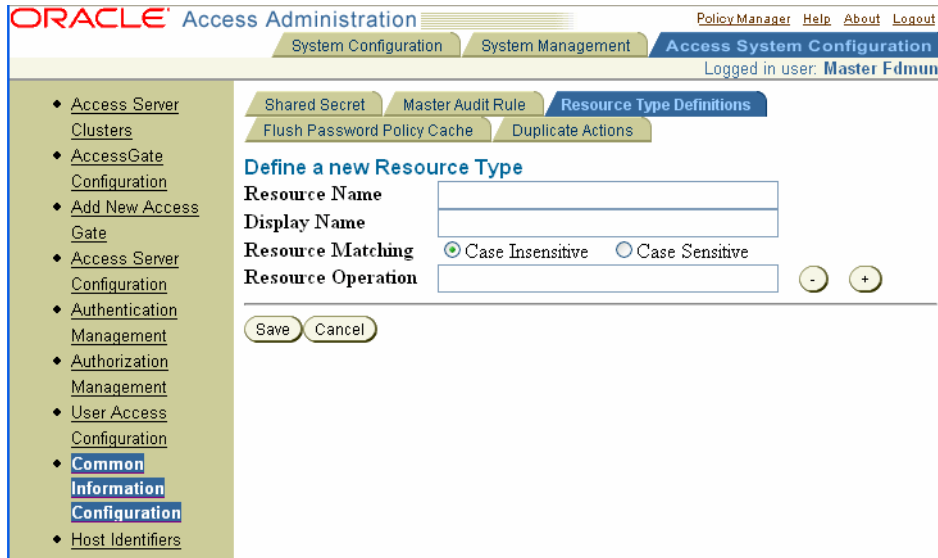 ORACLE Access Administration
Policy Manager Help About Logout
System Configuration System Management Access System Configuration
Logged in user: Master Fdmun
Access Server
Clusters
AccessGate
Configuration
Add New Access
Gate
Access Server
Configuration
Authentication
Management
Authorization
Management
User Access
Configuration
Common
Information
Configuration
Host Identifiers
Shared Secret Master Audit Rule Resource Type Definitions
Flush Password Policy Cache Duplicate Actions
Define a new Resource Type
Resource Name
Display Name
Resource Matching Case Insensitive Case Sensitive
Resource Operation - +
Save Cancel